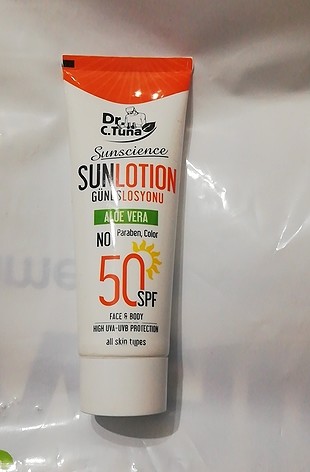 Dr.
C.Tuna
Sunscience
SUNLOTION
GÜNEŞ LOSYONU
ALOE VERA
NO Paraben, Color
50 SPF
FACE & BODY
HIGH UVA-UVB PROTECTION
all skin types